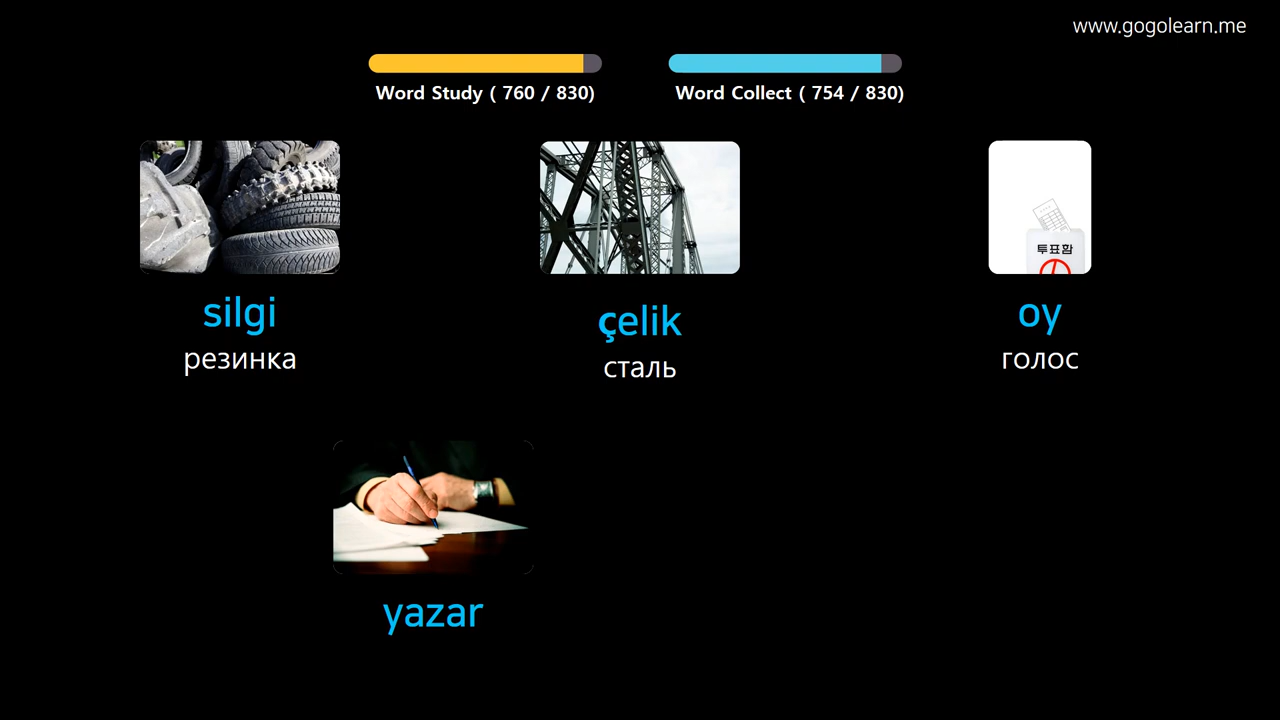 www.gogolearn.me
Word Study ( 760 / 830)
Word Collect ( 754 / 830)
투표함
silgi
çelik
oy
резинка
сталь
голос
yazar